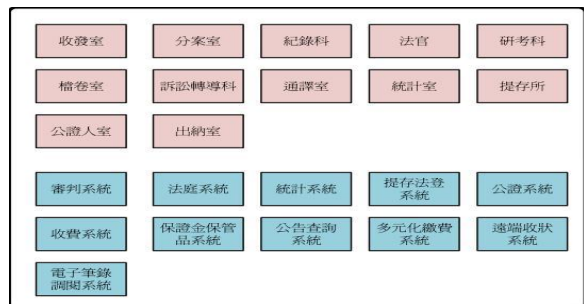 收發室
分案室
紀錄科
法官
研考科
檔卷室
訴訟轉導科
通譯室
統計室
提存所
公證人室
出納室
審判系統
法庭系統
統計系統
提存法登
系統
公證系統
收費系統
保證金保管
品系統
公告查詢
系統
多元化繳費
系統
遠端收狀
系統
電子筆錄
調閱系統